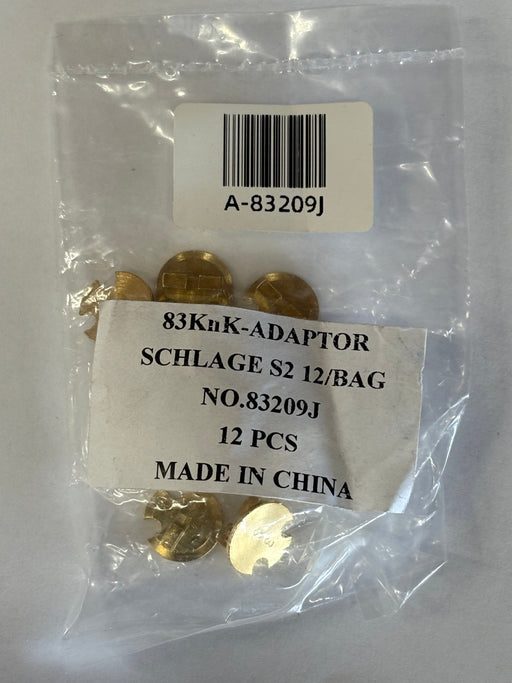 A-83209J
83KnK-ADAPTOR
SCHLAGE S2 12/BAG
NO.83209J
12 PCS
MADE IN CHINA